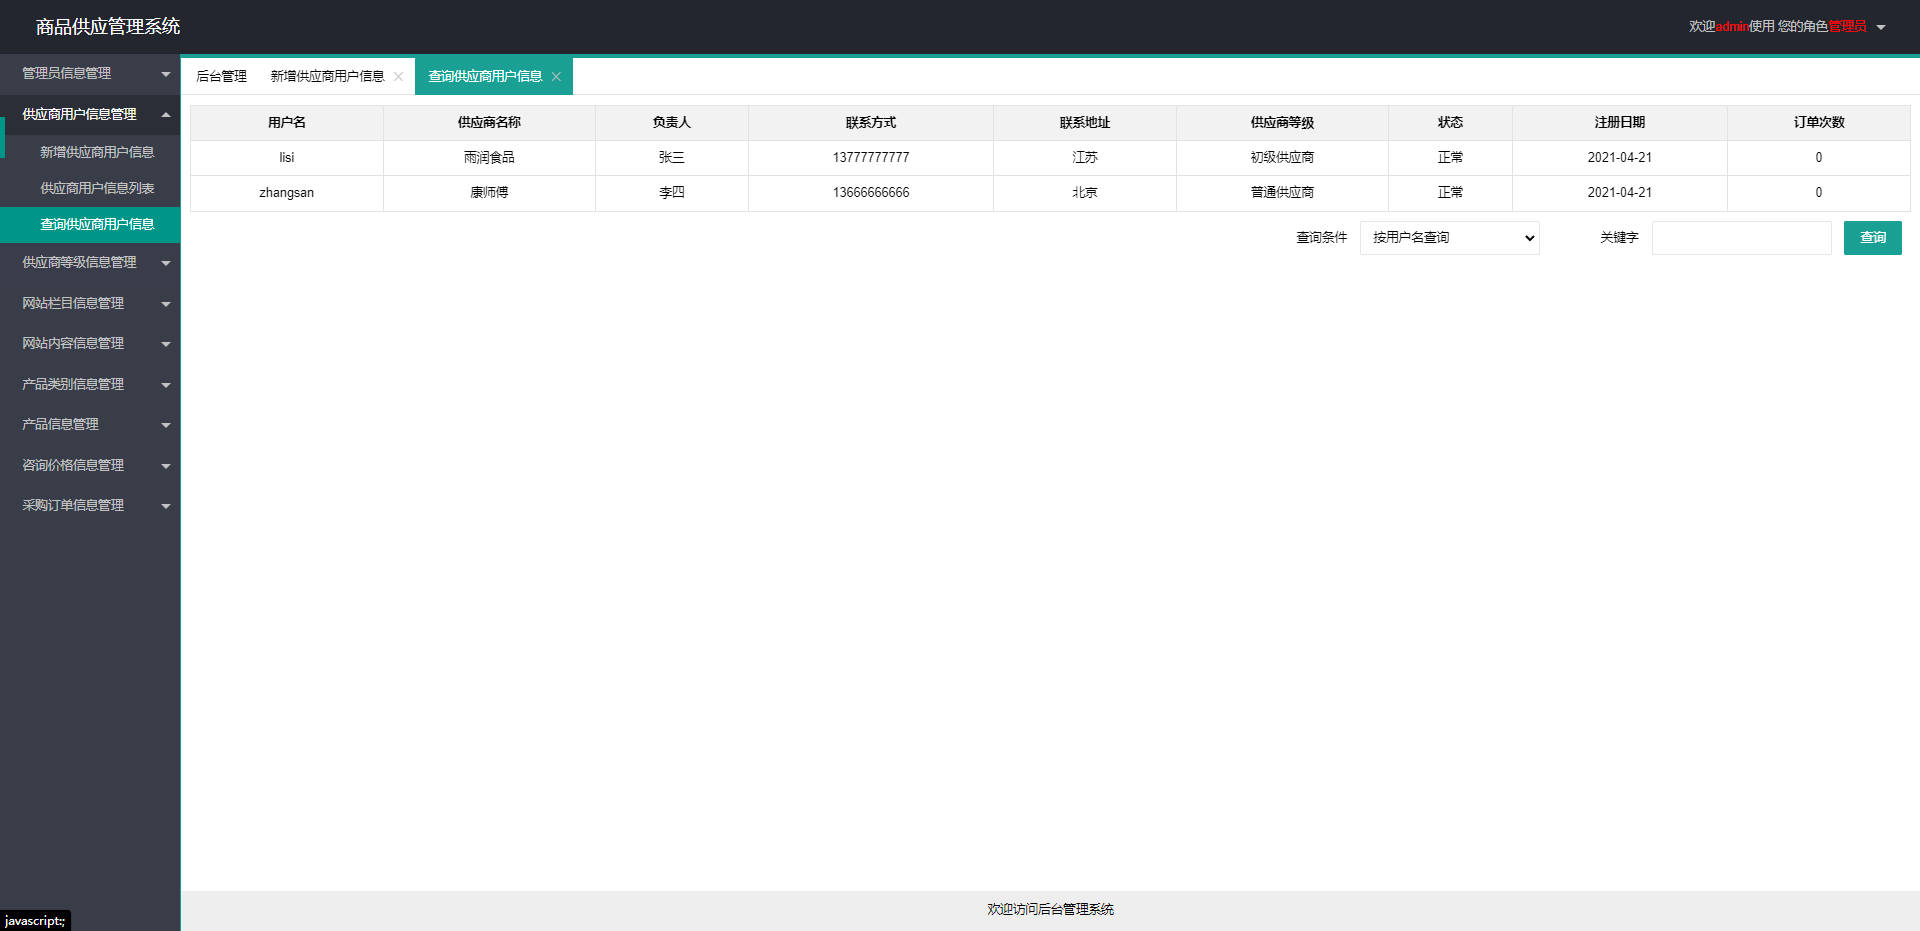 商品供应管理系统
欢迎admin使用 您的角色管理员
管理员信息管理
供应商用户信息管理
新增供应商用户信息
供应商用户信息列表
查询供应商用户信息
供应商等级信息管理
网站栏目信息管理
网站内容信息管理
产品类别信息管理
产品信息管理
咨询价格信息管理
采购订单信息管理
后台管理 新增供应商用户信息 查询供应商用户信息
用户名 供应商名称 负责人 联系方式 联系地址 供应商等级 状态 注册日期 订单次数
lisi 雨润食品 张三 13777777777 江苏 初级供应商 正常 2021-04-21 0
zhangsan 康师傅 李四 13666666666 北京 普通供应商 正常 2021-04-21 0
查询条件 按用户名查询 关键字 查询
欢迎访问后台管理系统
javascript:;